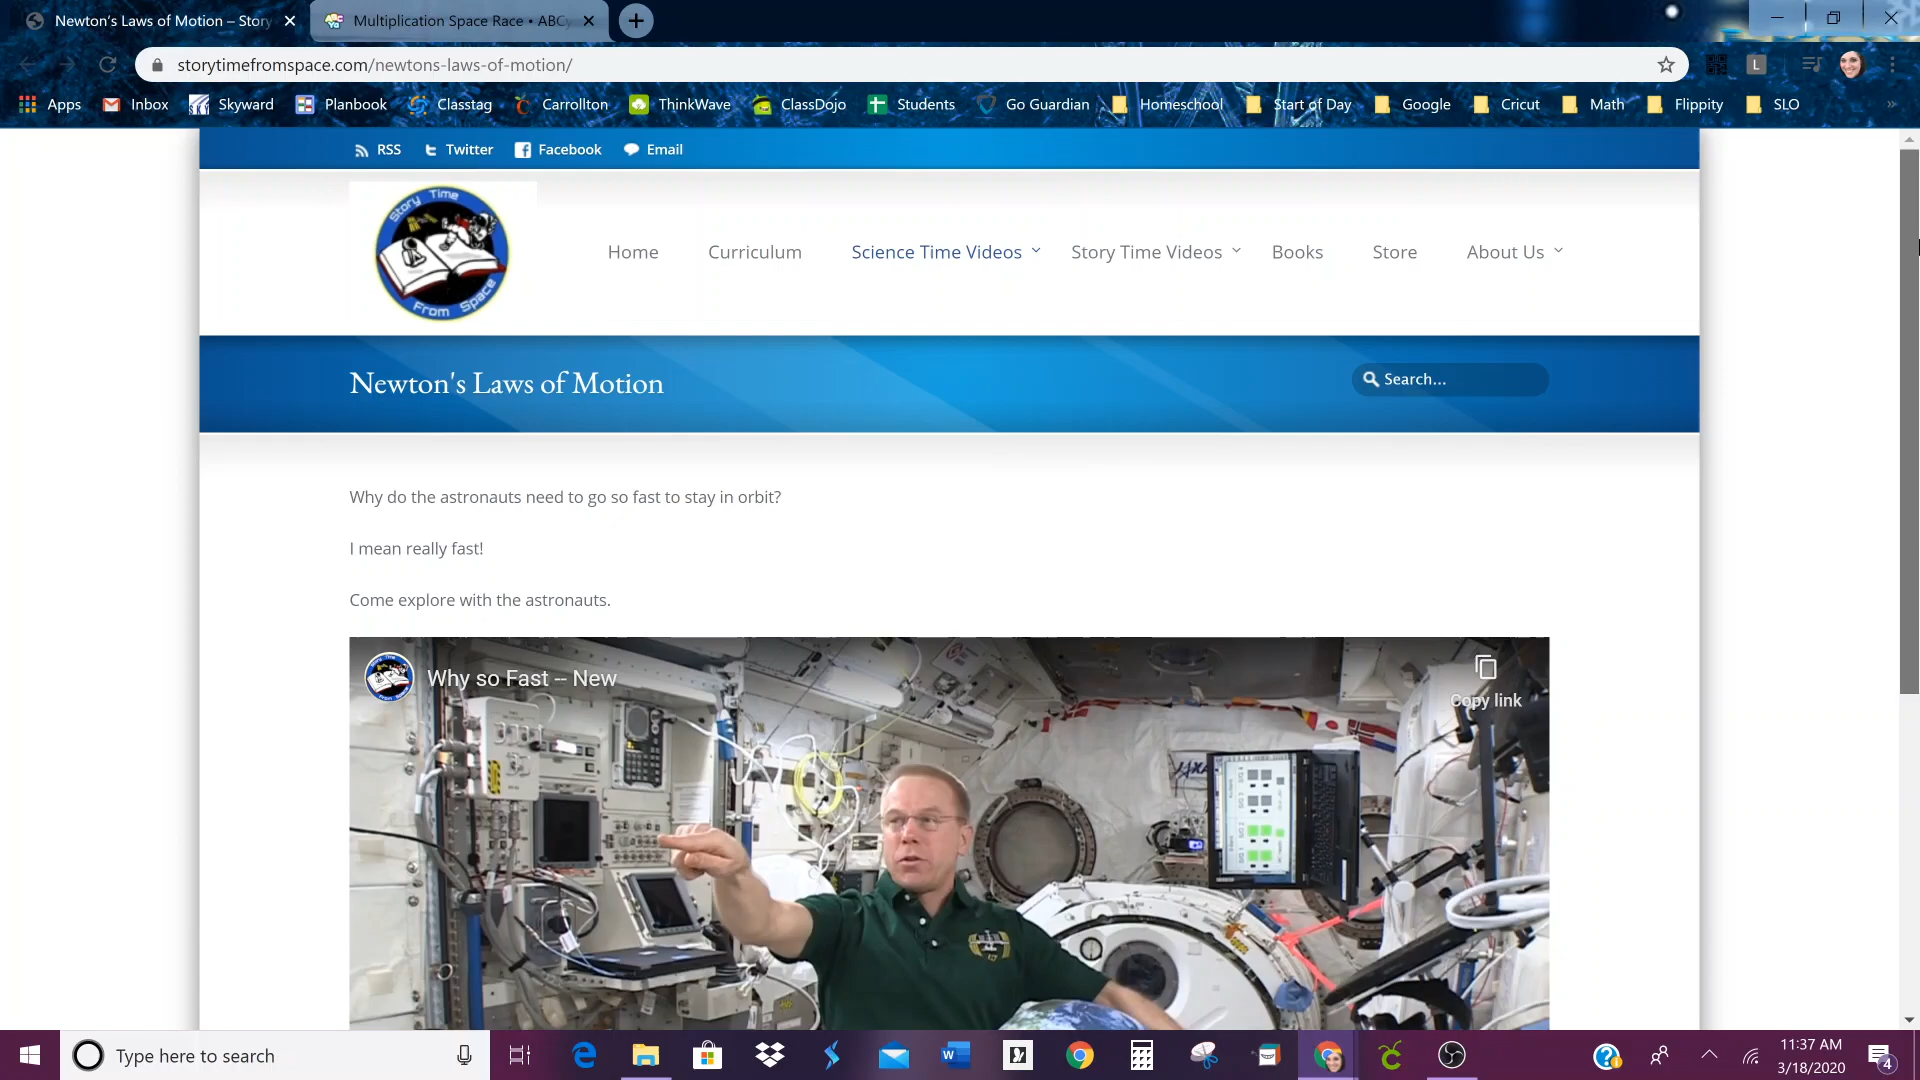 Newton's Laws of Motion – Story
Multiplication Space Race • ABC
storytimefromspace.com/newtons-laws-of-motion/
L
Apps Inbox Skyward Planbook Classtag Carrollton ThinkWave ClassDojo Students Go Guardian Homeschool Start of Day Google Cricut Math Flippity SLO »
RSS Twitter Facebook Email
Story Time
From Space
Home Curriculum Science Time Videos Story Time Videos Books Store About Us
Newton's Laws of Motion
Search...
Why do the astronauts need to go so fast to stay in orbit?
I mean really fast!
Come explore with the astronauts.
Why so Fast -- New
Copy link
Type here to search
11:37 AM
3/18/2020
4